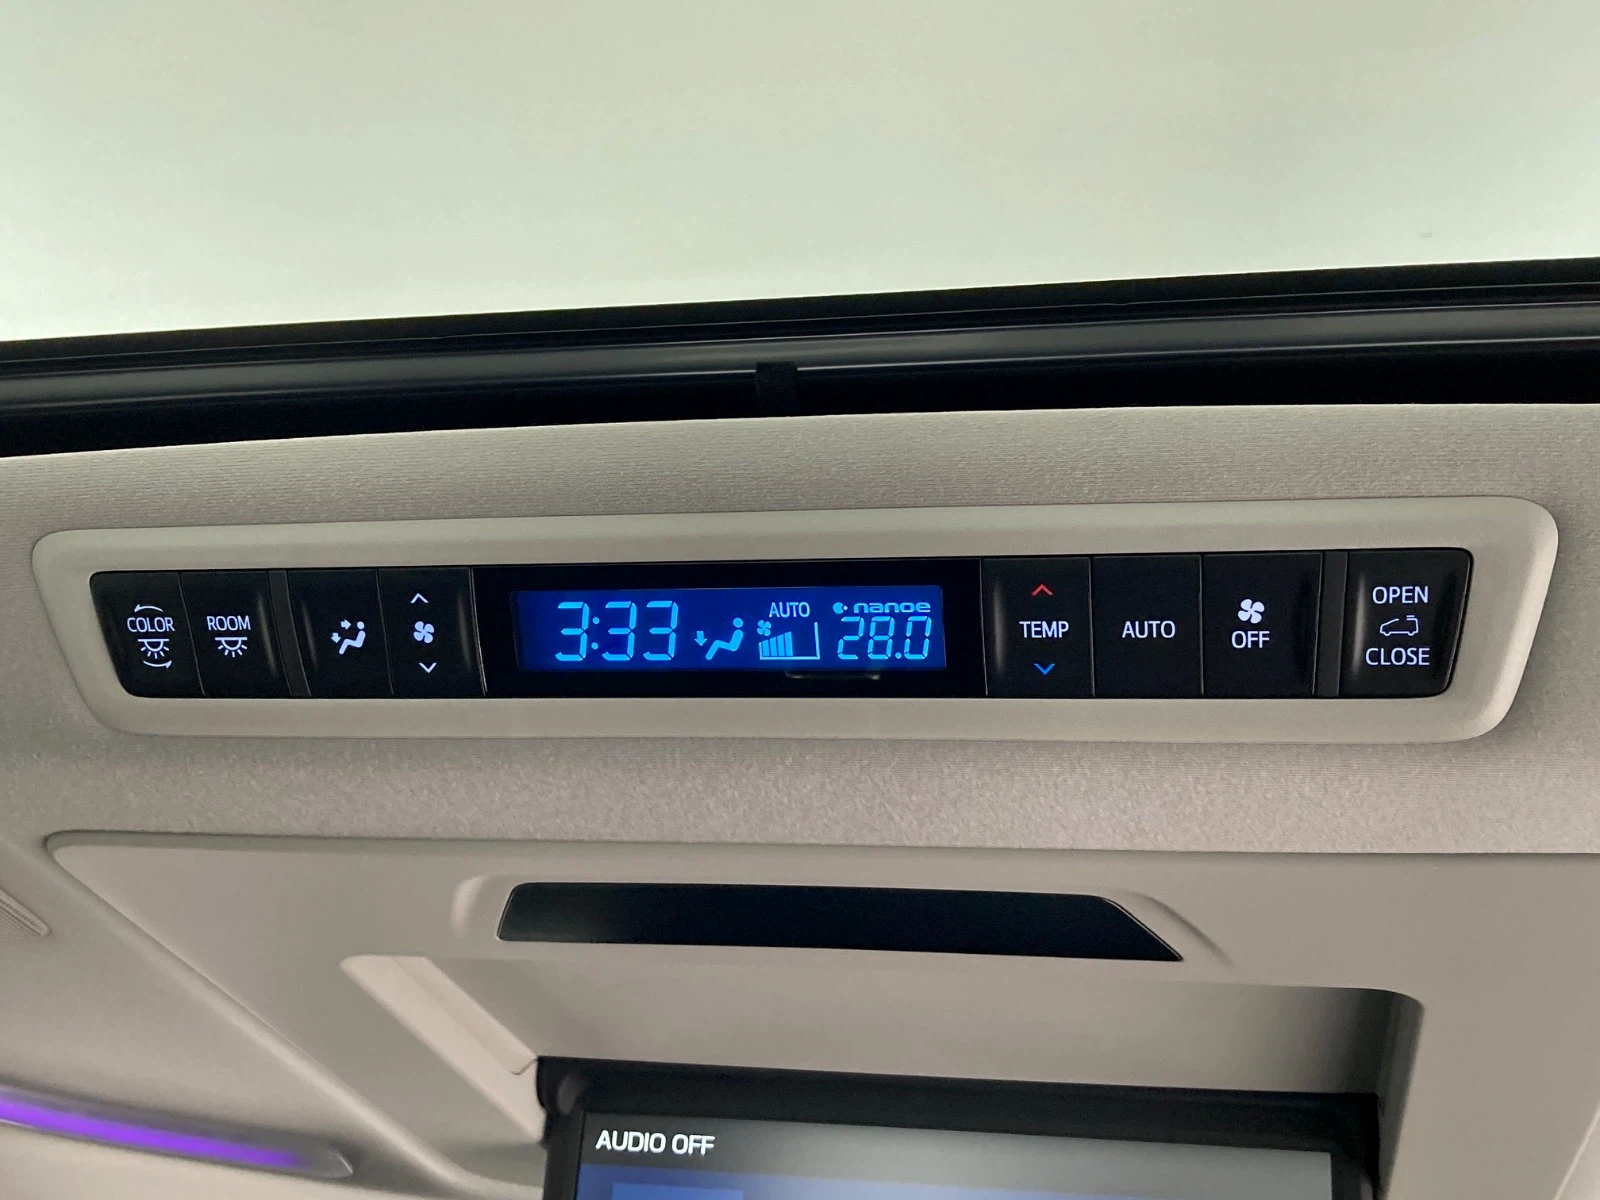 COLOR
ROOM
3:33
AUTO
nanoe
28.0
TEMP
AUTO
OFF
OPEN
CLOSE
AUDIO OFF